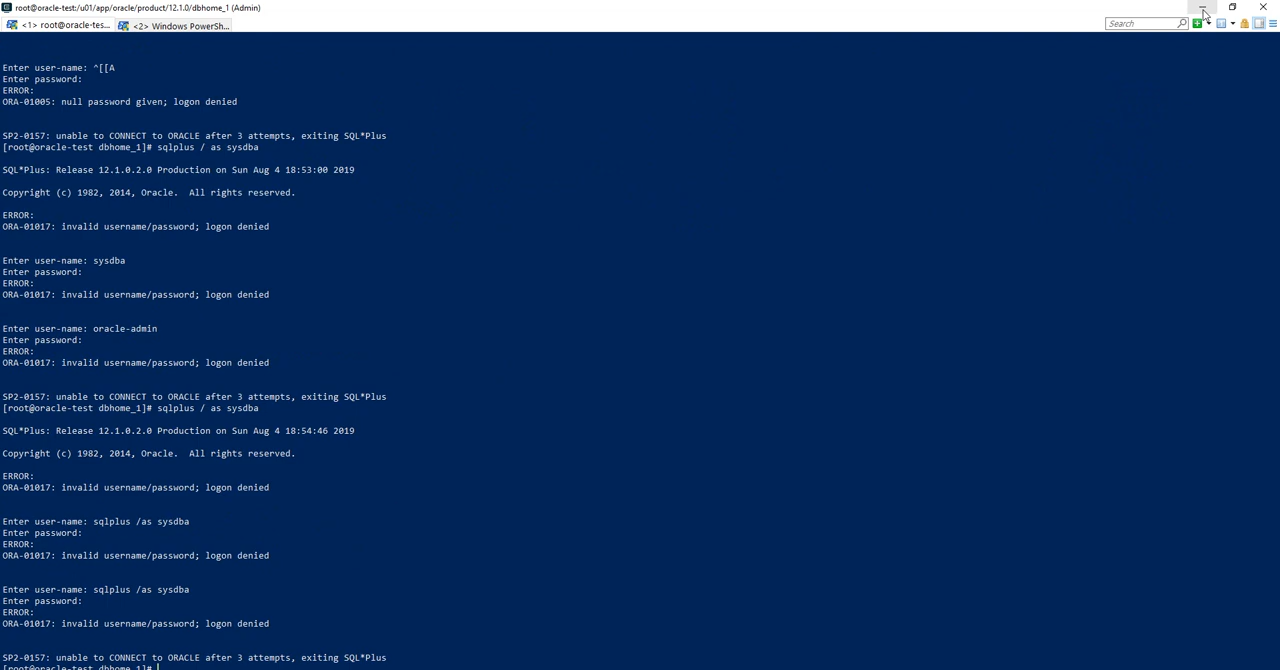 root@oracle-test:/u01/app/oracle/product/12.1.0/dbhome_1 (Admin)
<1> root@oracle-tes... <2> Windows PowerSh... Search
Enter user-name: ^[[A
Enter password:
ERROR:
ORA-01005: null password given; logon denied
SP2-0157: unable to CONNECT to ORACLE after 3 attempts, exiting SQL*Plus
[root@oracle-test dbhome_1]# sqlplus / as sysdba
SQL*Plus: Release 12.1.0.2.0 Production on Sun Aug 4 18:53:00 2019
Copyright (c) 1982, 2014, Oracle.  All rights reserved.
ERROR:
ORA-01017: invalid username/password; logon denied
Enter user-name: sysdba
Enter password:
ERROR:
ORA-01017: invalid username/password; logon denied
Enter user-name: oracle-admin
Enter password:
ERROR:
ORA-01017: invalid username/password; logon denied
SP2-0157: unable to CONNECT to ORACLE after 3 attempts, exiting SQL*Plus
[root@oracle-test dbhome_1]# sqlplus / as sysdba
SQL*Plus: Release 12.1.0.2.0 Production on Sun Aug 4 18:54:46 2019
Copyright (c) 1982, 2014, Oracle.  All rights reserved.
ERROR:
ORA-01017: invalid username/password; logon denied
Enter user-name: sqlplus /as sysdba
Enter password:
ERROR:
ORA-01017: invalid username/password; logon denied
Enter user-name: sqlplus /as sysdba
Enter password:
ERROR:
ORA-01017: invalid username/password; logon denied
SP2-0157: unable to CONNECT to ORACLE after 3 attempts, exiting SQL*Plus
[root@oracle-test dbhome_1]#